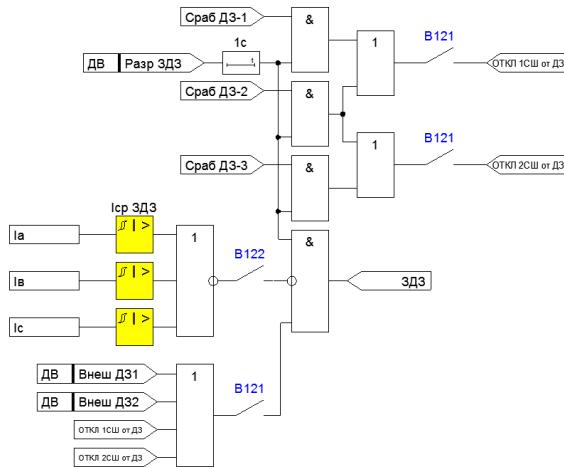 Сраб ДЗ-1
&
1с
1
В121
ДВ Разр ЗДЗ
t
ОТКЛ 1СШ от ДЗ
Сраб ДЗ-2
&
1
В121
Сраб ДЗ-3
&
ОТКЛ 2СШ от ДЗ
Iср ЗДЗ
Iа
I >
1
&
В122
Iв
I >
ЗДЗ
Iс
I >
ДВ Внеш ДЗ1
1
В121
ДВ Внеш ДЗ2
ОТКЛ 1СШ от ДЗ
ОТКЛ 2СШ от ДЗ